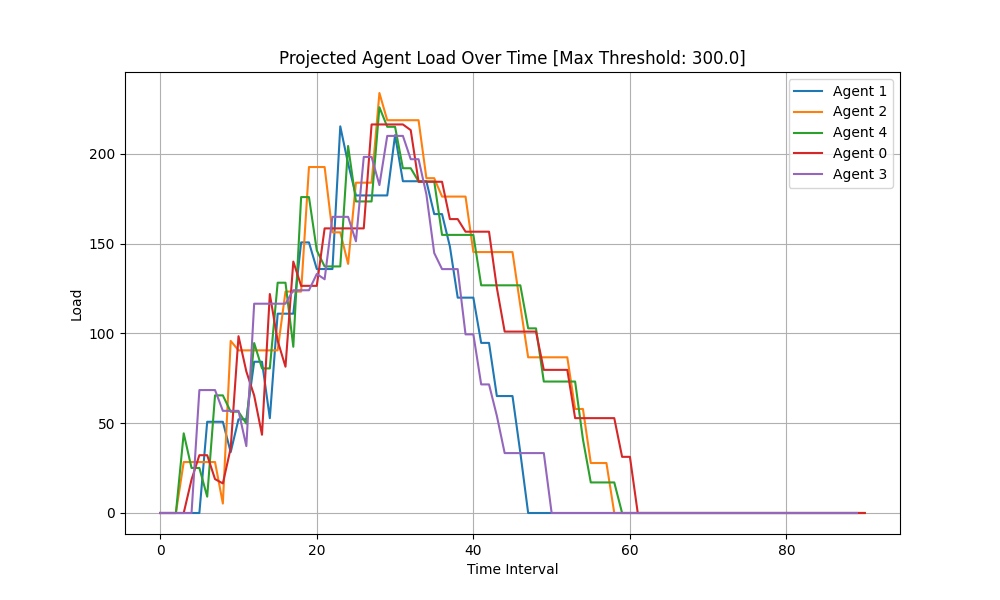 Projected Agent Load Over Time [Max Threshold: 300.0]
Agent 1
Agent 2
Agent 4
Agent 0
Agent 3
Load
200
150
100
50
0
0 20 40 60 80
Time Interval